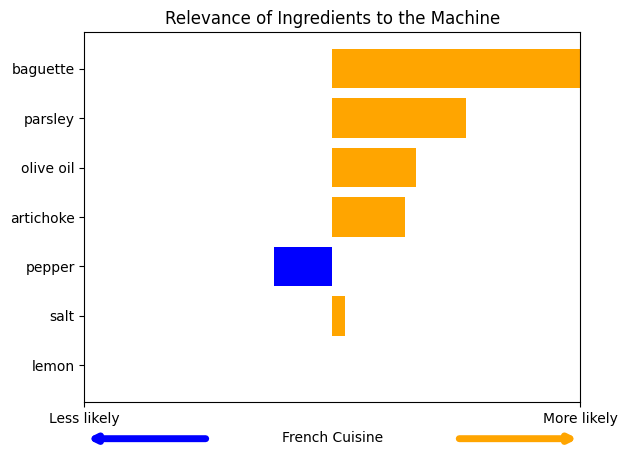 Relevance of Ingredients to the Machine
baguette
parsley
olive oil
artichoke
pepper
salt
lemon
Less likely
More likely
French Cuisine